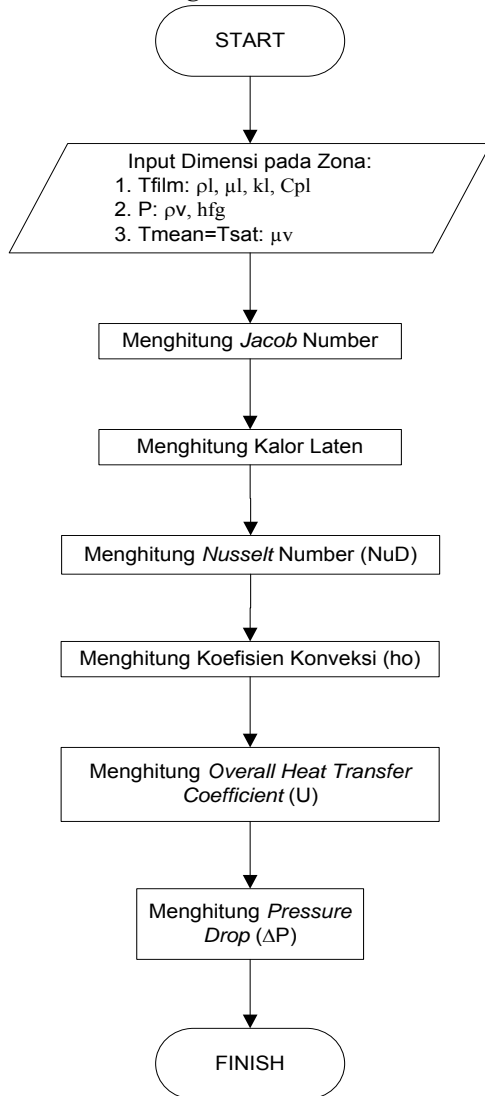 START
Input Dimensi pada Zona:
1. Tfilm: ρl, µl, kl, Cpl
2. P: ρv, hfg
3. Tmean=Tsat: µv
Menghitung Jacob Number
Menghitung Kalor Laten
Menghitung Nusselt Number (NuD)
Menghitung Koefisien Konveksi (ho)
Menghitung Overall Heat Transfer
Coefficient (U)
Menghitung Pressure
Drop (∆P)
FINISH